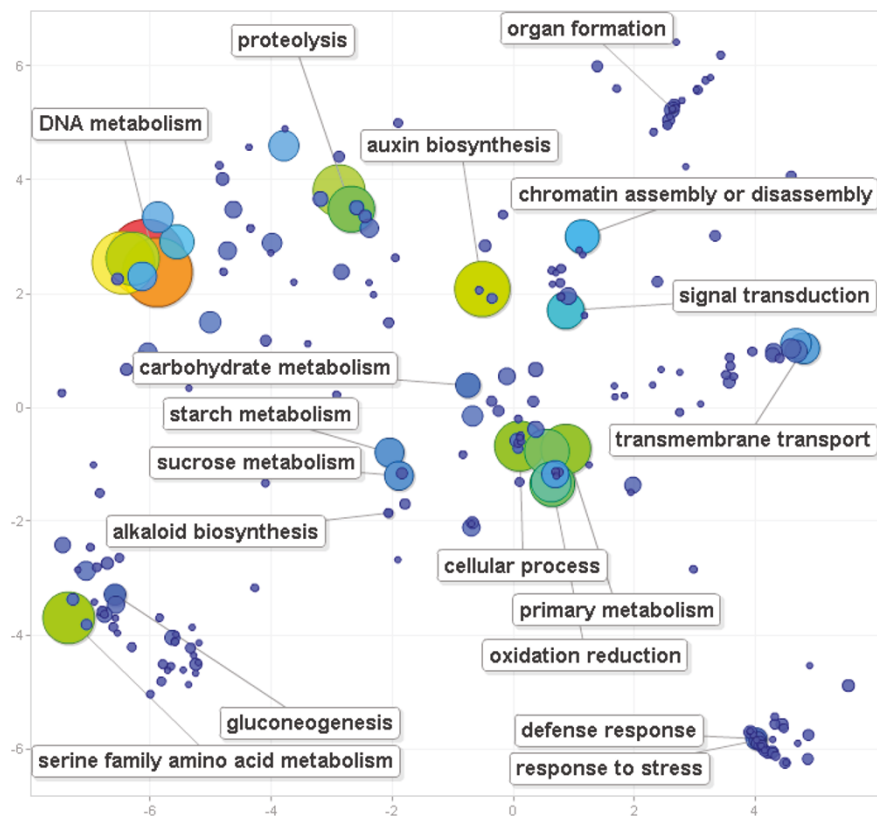 organ formation
proteolysis
6
DNA metabolism
auxin biosynthesis
4
chromatin assembly or disassembly
signal transduction
2
carbohydrate metabolism
0
starch metabolism
transmembrane transport
sucrose metabolism
alkaloid biosynthesis
-2
cellular process
primary metabolism
-4
oxidation reduction
gluconeogenesis
defense response
-6
serine family amino acid metabolism
response to stress
-6 -4 -2 0 2 4